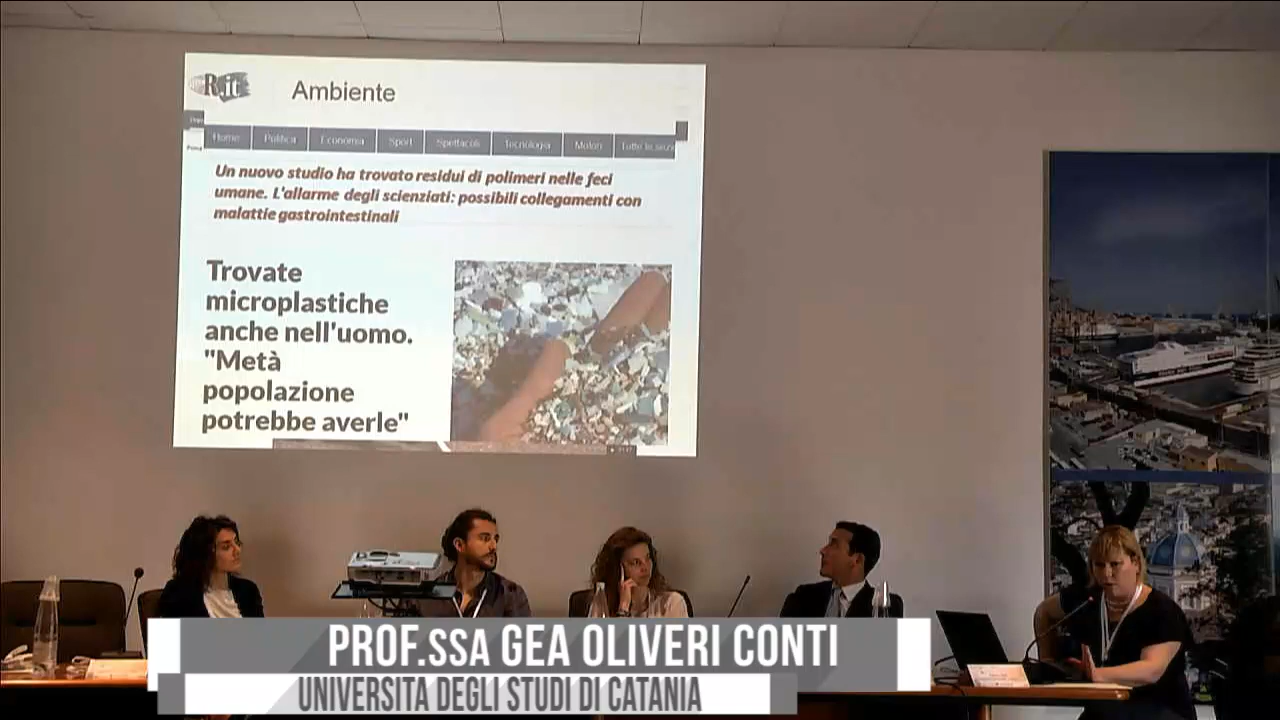 R.it
Ambiente
Home Politica Economia Sport Spettacoli Tecnologia Motori Tutte le sezi
Un nuovo studio ha trovato residui di polimeri nelle feci
umane. L'allarme degli scienziati: possibili collegamenti con
malattie gastrointestinali
Trovate
microplastiche
anche nell'uomo.
"Metà
popolazione
potrebbe averle"
PROF.SSA GEA OLIVERI CONTI
UNIVERSITA DEGLI STUDI DI CATANIA